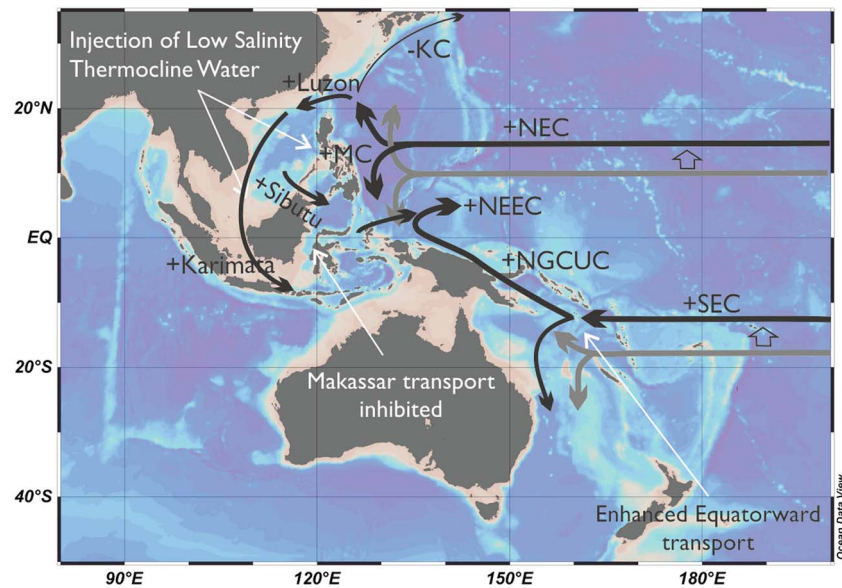 Injection of Low Salinity
Thermocline Water
-KC
+Luzon
20°N
+NEC
+MC
+Sibutu
+NEEC
EQ
+NGCUC
+Karimara
+SEC
20°S
Makassar transport
inhibited
40°S
Enhanced Equatorward
transport
Ocean Data View
90°E
120°E
150°E
180°E